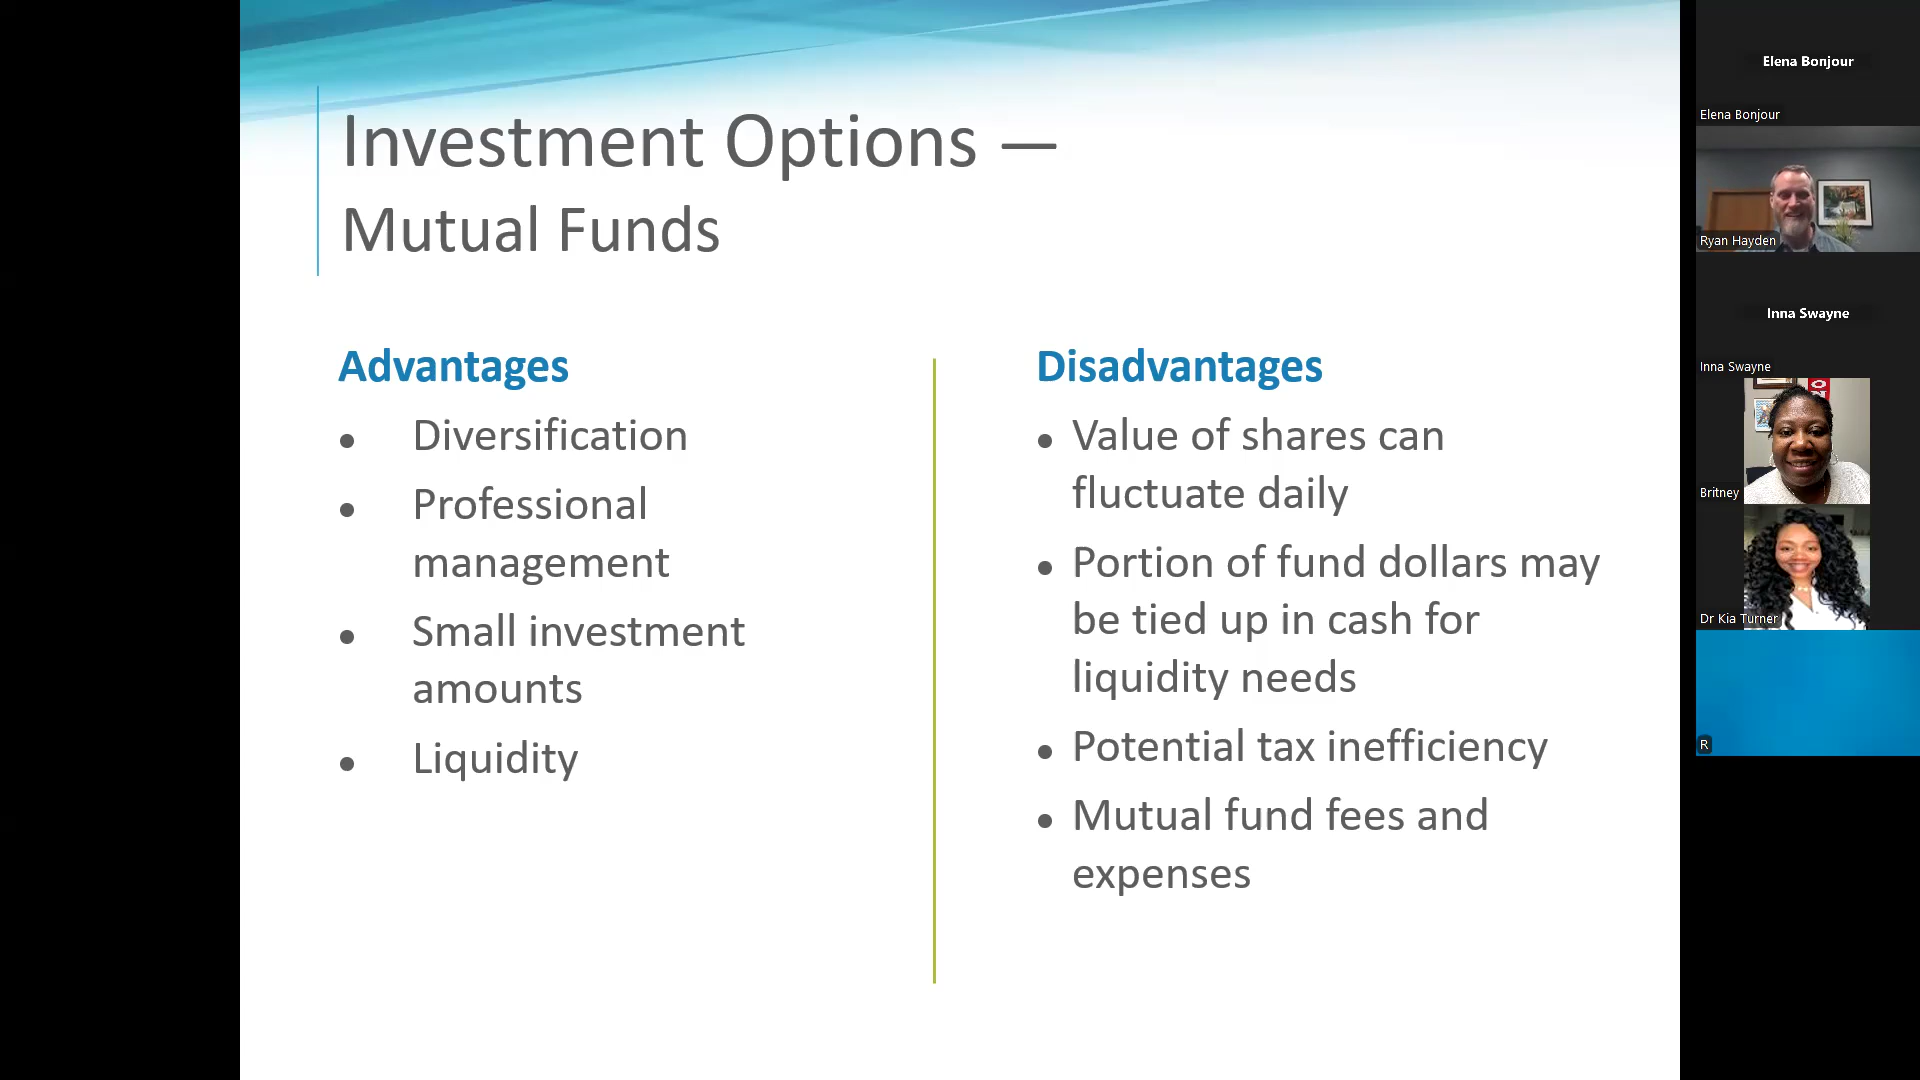 Investment Options —
Mutual Funds
Advantages
• Diversification
• Professional
management
• Small investment
amounts
• Liquidity
Disadvantages
• Value of shares can
fluctuate daily
• Portion of fund dollars may
be tied up in cash for
liquidity needs
• Potential tax inefficiency
• Mutual fund fees and
expenses
Elena Bonjour
Elena Bonjour
Ryan Hayden
Inna Swayne
Inna Swayne
Britney
Dr Kia Turner
R